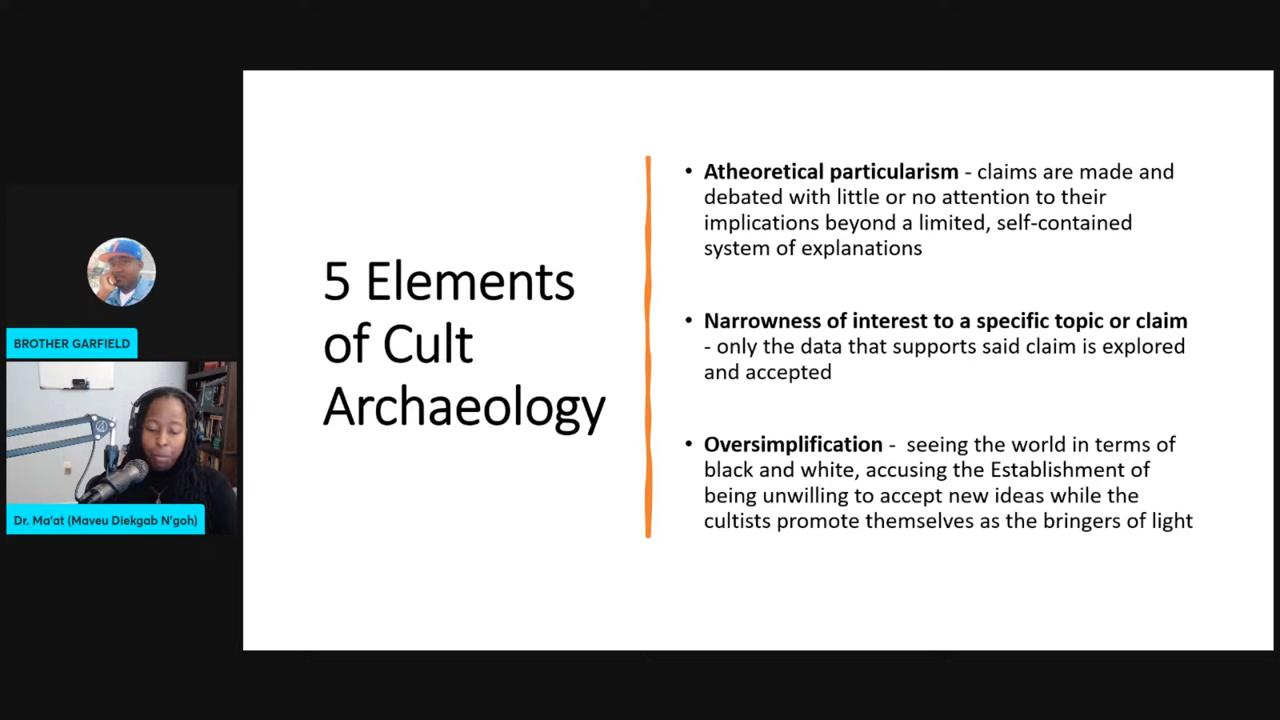 5 Elements
of Cult
Archaeology
• Atheoretical particularism - claims are made and
debated with little or no attention to their
implications beyond a limited, self-contained
system of explanations
• Narrowness of interest to a specific topic or claim
- only the data that supports said claim is explored
and accepted
• Oversimplification - seeing the world in terms of
black and white, accusing the Establishment of
being unwilling to accept new ideas while the
cultists promote themselves as the bringers of light
BROTHER GARFIELD
Dr. Ma'at (Maveu Diekgab N'goh)